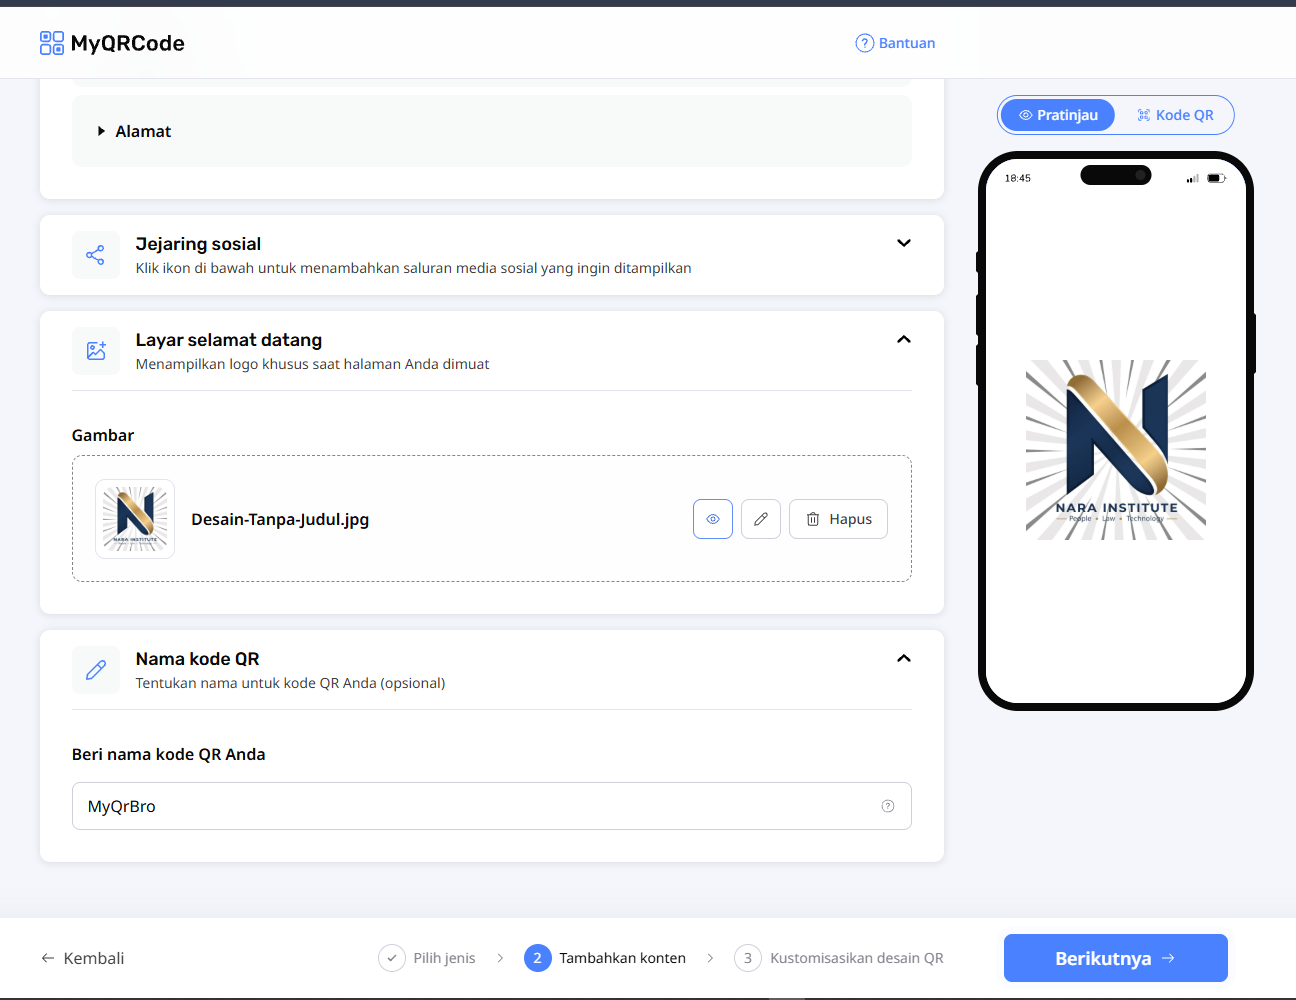 MyQRCode
Bantuan
Alamat
Pratinjau
Kode QR
18:45
Jejaring sosial
Klik ikon di bawah untuk menambahkan saluran media sosial yang ingin ditampilkan
Layar selamat datang
Menampilkan logo khusus saat halaman Anda dimuat
Gambar
Desain-Tanpa-Judul.jpg
Hapus
NARA INSTITUTE
NARA INSTITUTE
People • Law • Technology
Nama kode QR
Tentukan nama untuk kode QR Anda (opsional)
Beri nama kode QR Anda
MyQrBro
Kembali
Pilih jenis
2 Tambahkan konten
3 Kustomisasikan desain QR
Berikutnya